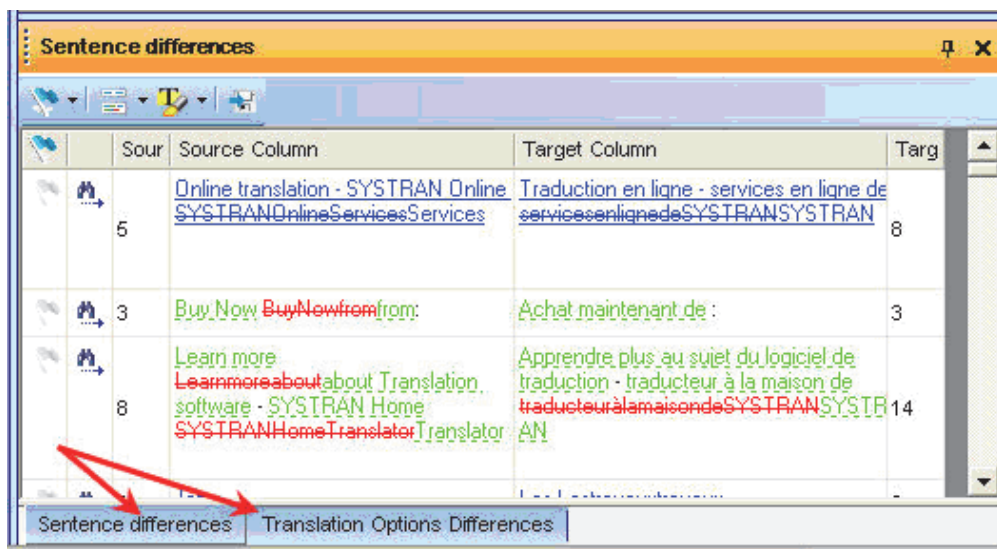 Sentence differences
Sour Source Column Target Column Targ
5 Online translation - SYSTRAN Online Traduction en ligne - services en ligne de 8
SYSTRANOnlineServicesServices servicesenlignedeSYSTRANSYSTRAN
3 Buy Now BuyNowfromfrom: Achat maintenant de : 3
Learn more Apprendre plus au sujet du logiciel de
Learnmoreaboutabout Translation traduction - traducteur à la maison de
8 software - SYSTRAN Home traducteuràlamaisondeSYSTRANSYSTR 14
SYSTRANHomeTranslatorTranslator AN
Sentence differences Translation Options Differences